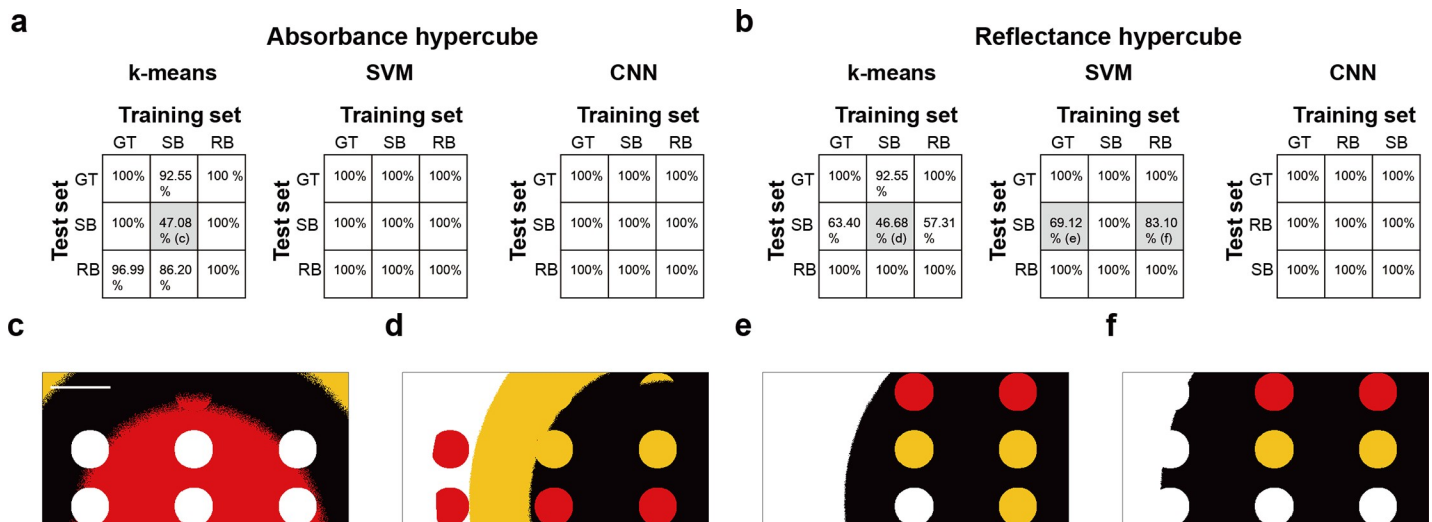 a
Absorbance hypercube
k-means
Training set
GT SB RB
Test set
GT 100% 92.55 100 %
%
SB 100% 47.08 100%
% (c)
RB 96.99 86.20 100%
% %
SVM
Training set
GT SB RB
Test set
GT 100% 100% 100%
SB 100% 100% 100%
RB 100% 100% 100%
CNN
Training set
GT SB RB
Test set
GT 100% 100% 100%
SB 100% 100% 100%
RB 100% 100% 100%
b
Reflectance hypercube
k-means
Training set
GT SB RB
Test set
GT 100% 92.55 100%
%
SB 63.40 46.68 57.31
% % (d) %
RB 100% 100% 100%
SVM
Training set
GT SB RB
Test set
GT 100% 100% 100%
SB 69.12 100% 83.10
% (e) % (f)
RB 100% 100% 100%
CNN
Training set
GT RB SB
Test set
GT 100% 100% 100%
RB 100% 100% 100%
SB 100% 100% 100%
c
d
e
f